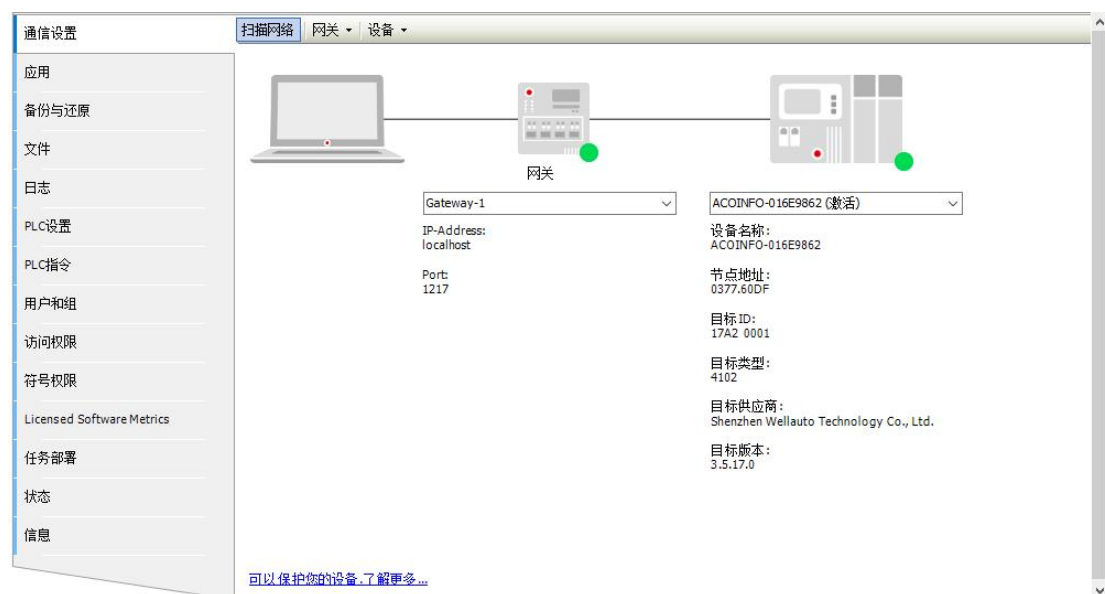 通信设置
应用
备份与还原
文件
日志
PLC设置
PLC指令
用户和组
访问权限
符号权限
Licensed Software Metrics
任务部署
状态
信息
扫描网络 网关 设备
网关
Gateway-1
IP-Address:
localhost
Port:
1217
ACOINFO-016E9862 (激活)
设备名称:
ACOINFO-016E9862
节点地址:
0377.60DF
目标ID:
17A2 0001
目标类型:
4102
目标供应商:
Shenzhen Wellauto Technology Co., Ltd.
目标版本:
3.5.17.0
可以保护您的设备.了解更多...